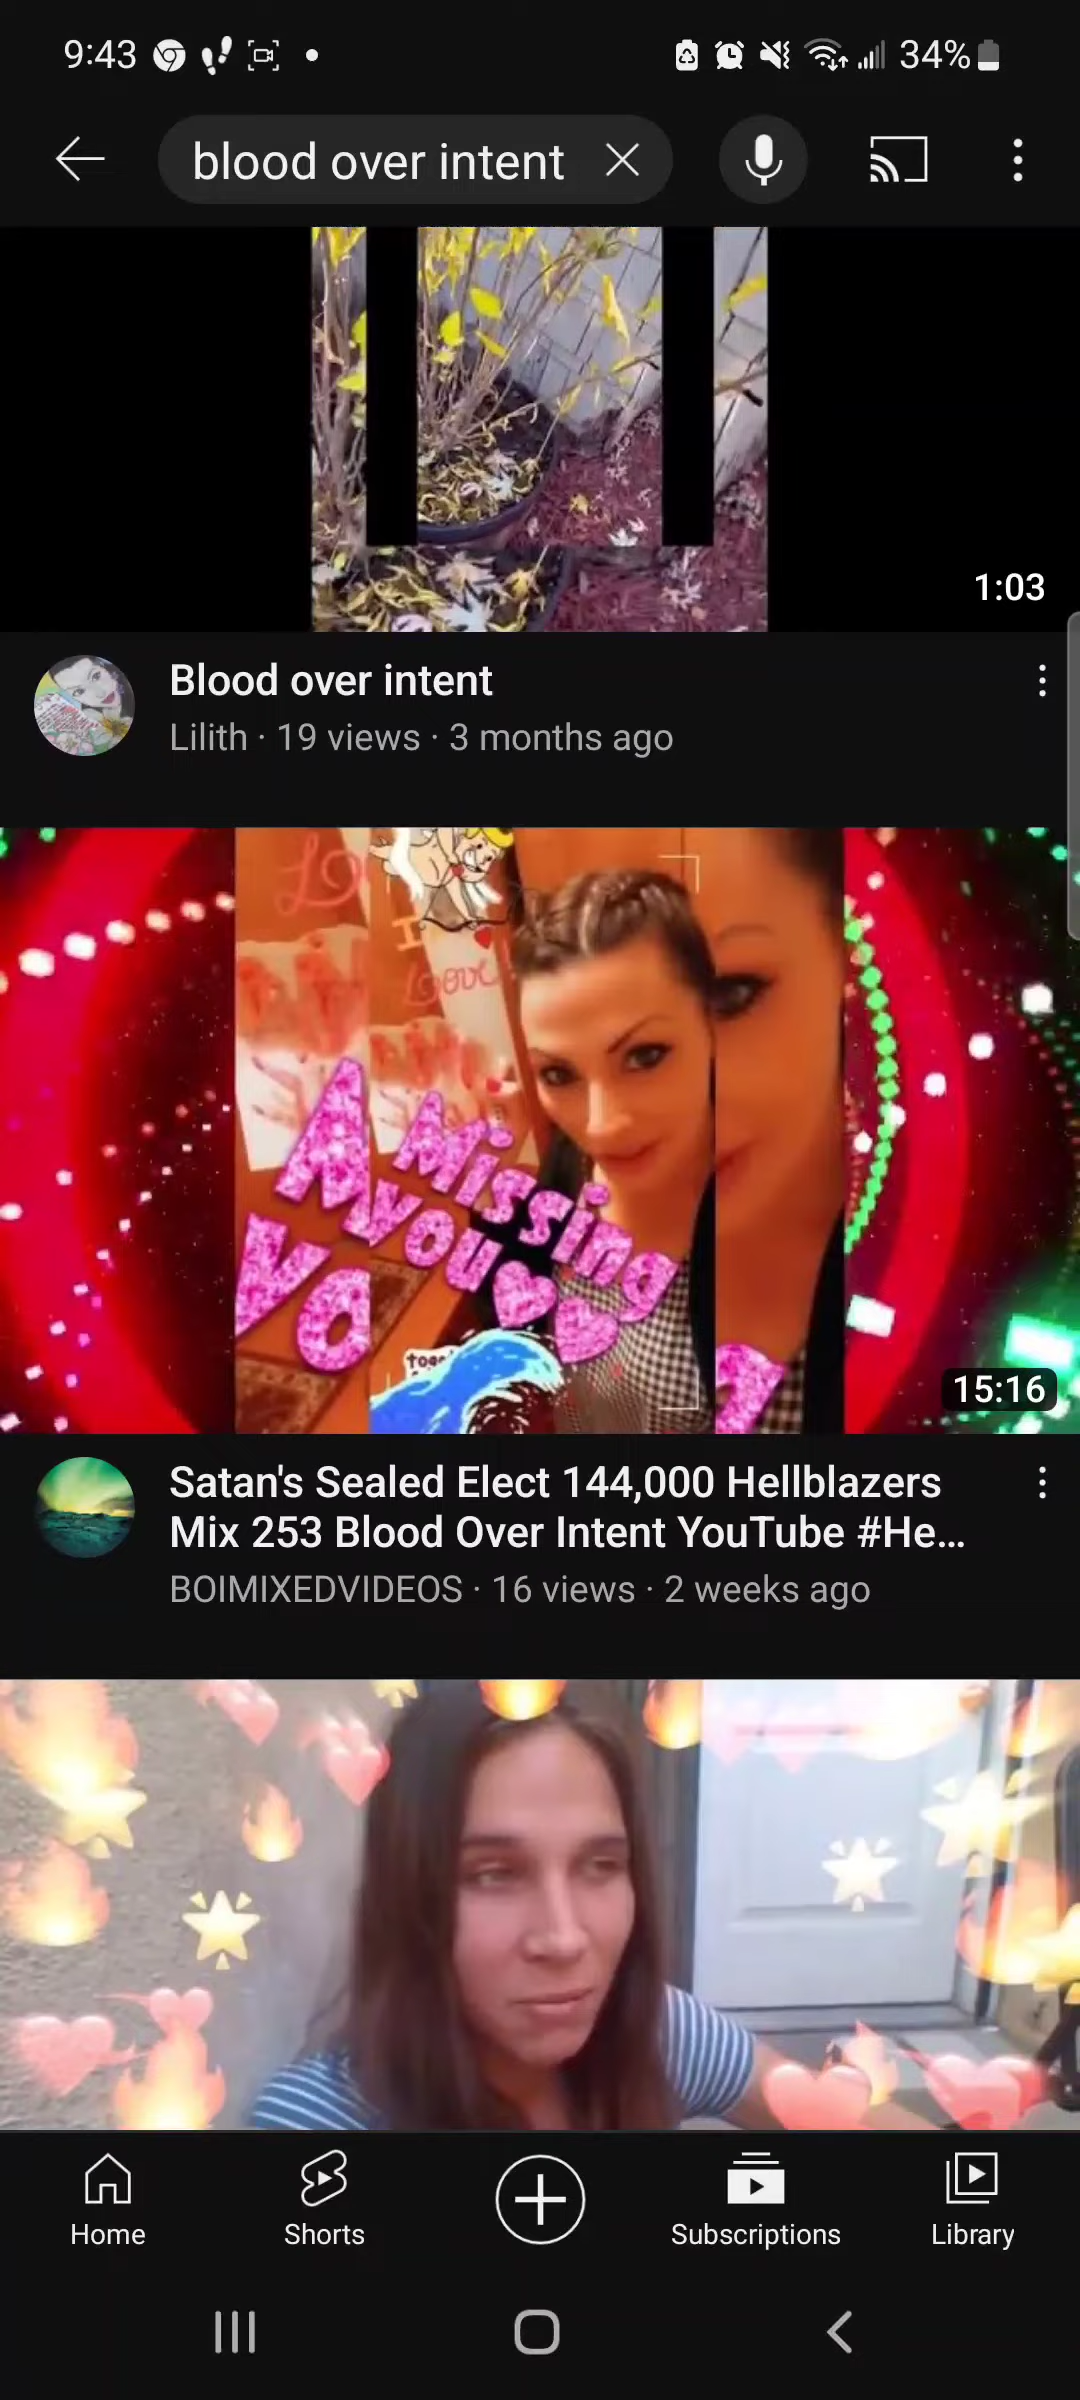 9:43
34%
blood over intent
1:03
Blood over intent
Lilith · 19 views · 3 months ago
I
Love
Missing
you
yo
15:16
Satan's Sealed Elect 144,000 Hellblazers
Mix 253 Blood Over Intent YouTube #He...
BOIMIXEDVIDEOS · 16 views · 2 weeks ago
Home
Shorts
Subscriptions
Library